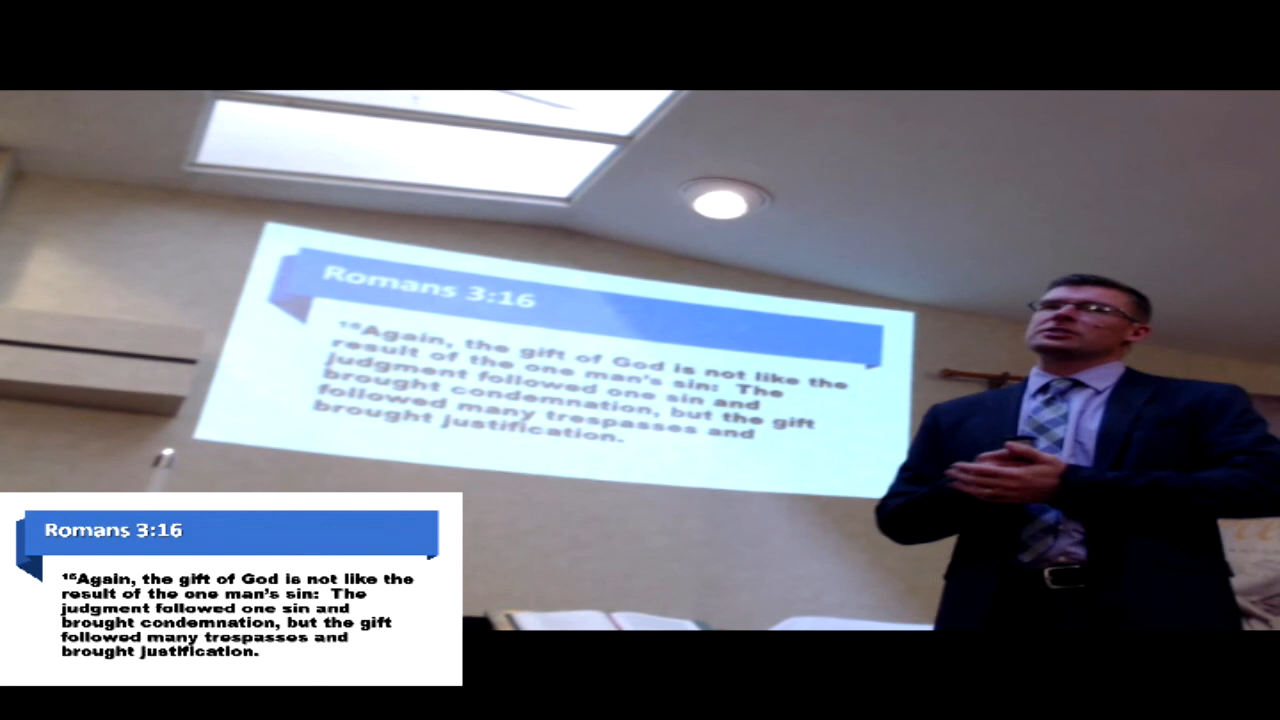 Romans 3:16
¹⁶Again, the gift of God is not like the
result of the one man's sin: The
judgment followed one sin and
brought condemnation, but the gift
followed many trespasses and
brought justification.
Romans 3:16
¹⁶Again, the gift of God is not like the
result of the one man's sin: The
judgment followed one sin and
brought condemnation, but the gift
followed many trespasses and
brought justification.